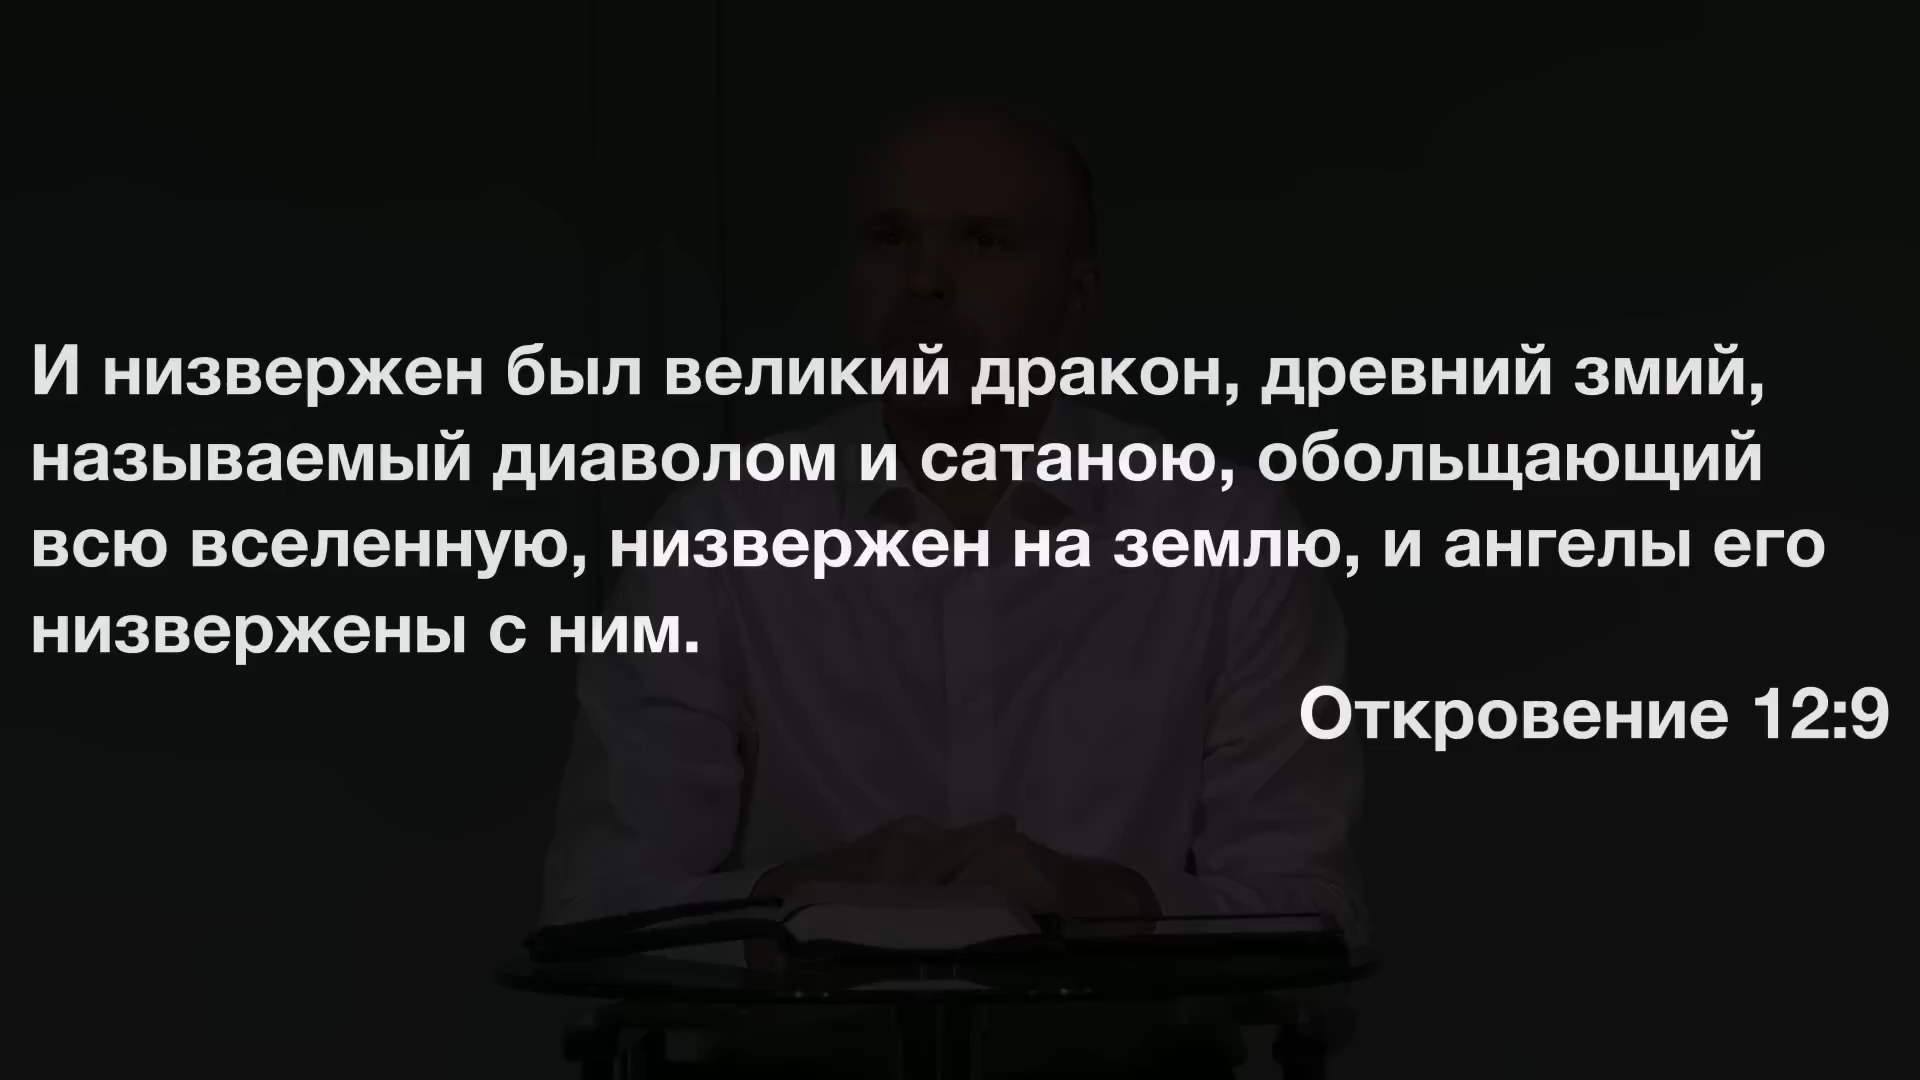 И низвержен был великий дракон, древний змий,
называемый диаволом и сатаною, обольщающий
всю вселенную, низвержен на землю, и ангелы его
низвержены с ним.
Откровение 12:9